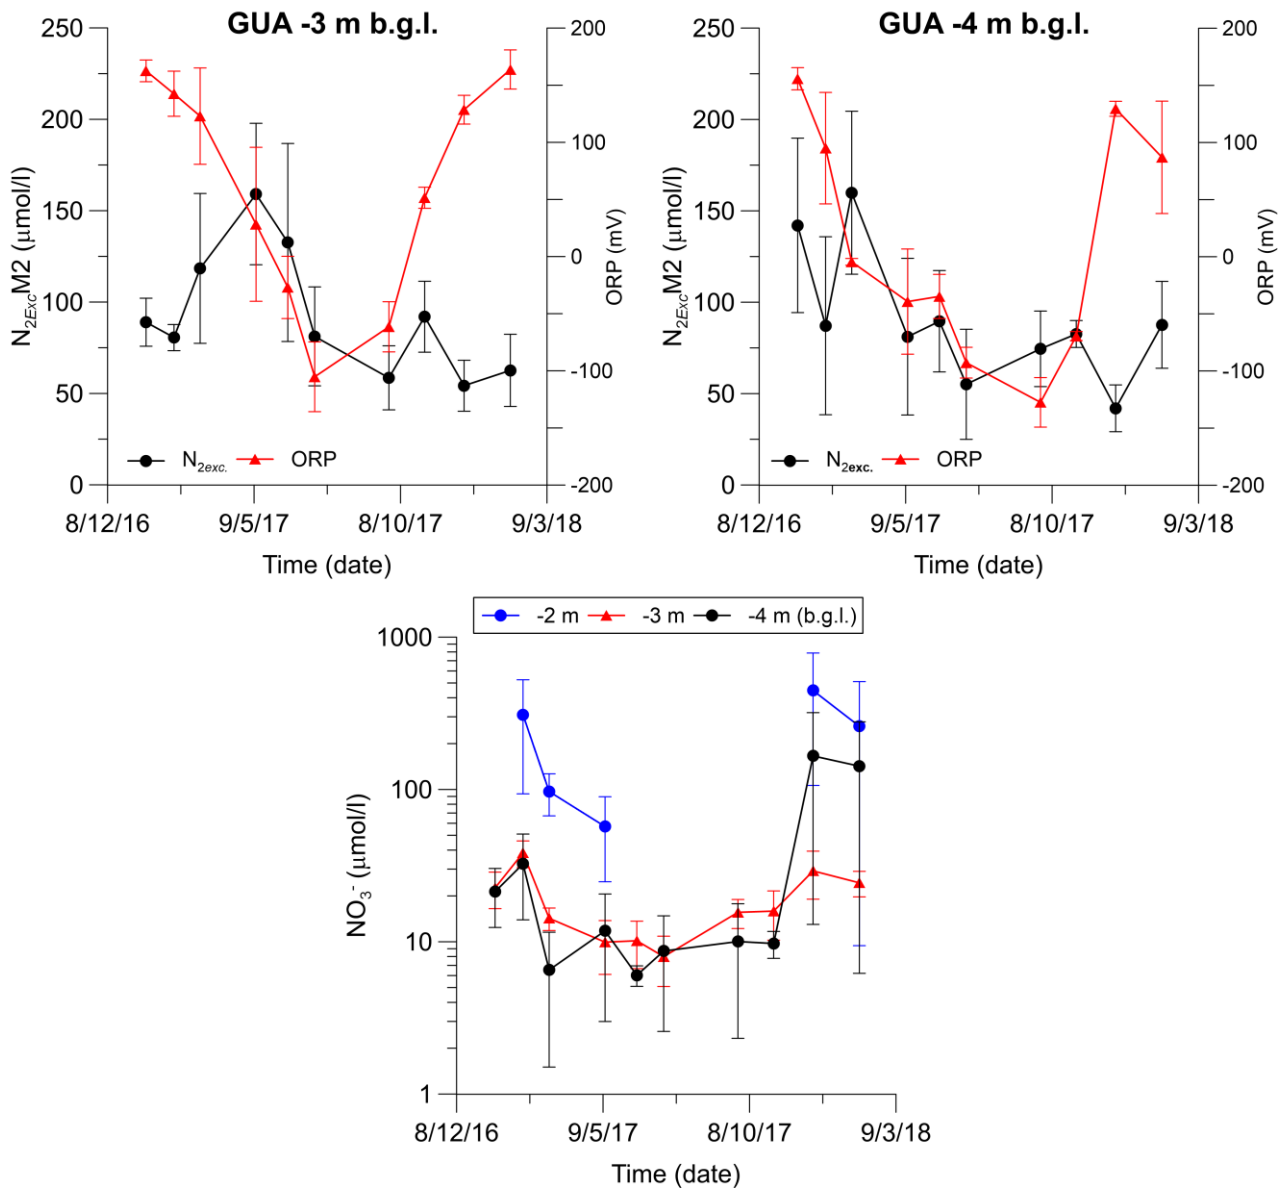 GUA -3 m b.g.l.
250
200
150
100
50
0
N2ExcM2 (µmol/l)
200
100
0
-100
-200
ORP (mV)
N2exc. ORP
8/12/16 9/5/17 8/10/17 9/3/18
Time (date)
GUA -4 m b.g.l.
250
200
150
100
50
0
N2ExcM2 (µmol/l)
200
100
0
-100
-200
ORP (mV)
N2exc. ORP
8/12/16 9/5/17 8/10/17 9/3/18
Time (date)
-2 m -3 m -4 m (b.g.l.)
1000
100
10
1
NO3- (µmol/l)
8/12/16 9/5/17 8/10/17 9/3/18
Time (date)